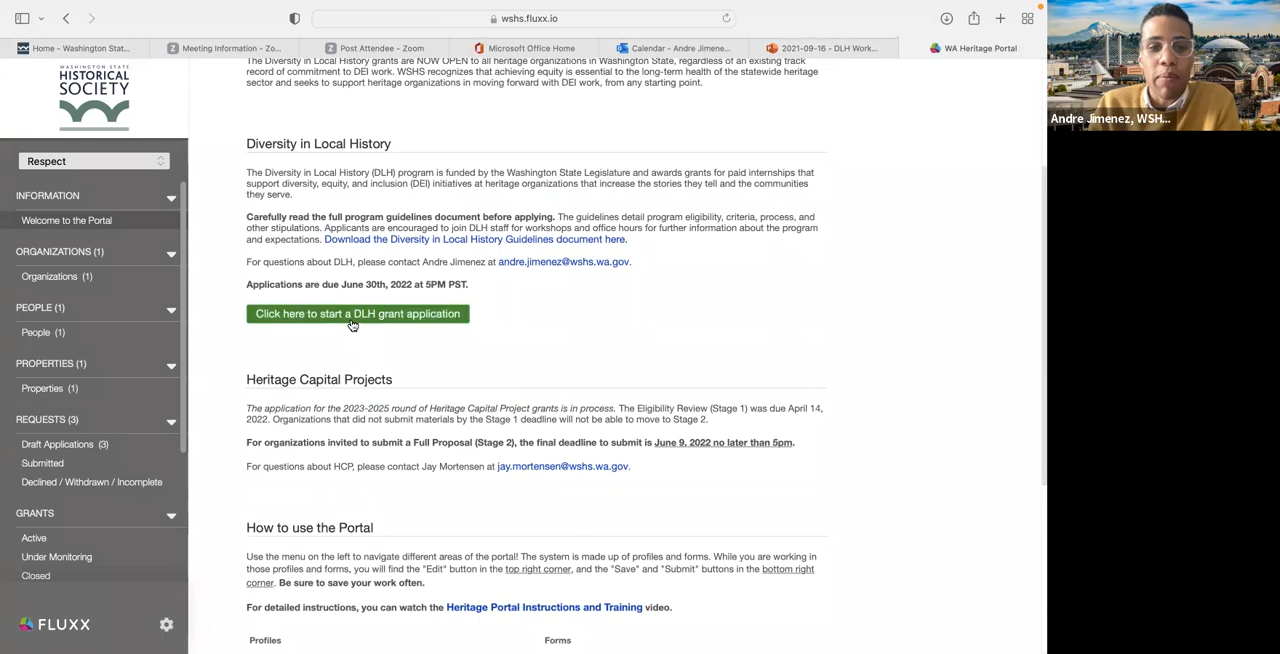 wshs.fluxx.io
Home - Washington Stat...
Meeting Information - Zo...
Post Attendee - Zoom
Microsoft Office Home
Calendar - Andre Jimene...
2021-09-16 - DLH Work...
WA Heritage Portal
WASHINGTON STATE
HISTORICAL
SOCIETY
Respect
INFORMATION
Welcome to the Portal
ORGANIZATIONS (1)
Organizations (1)
PEOPLE (1)
People (1)
PROPERTIES (1)
Properties (1)
REQUESTS (3)
Draft Applications (3)
Submitted
Declined / Withdrawn / Incomplete
GRANTS
Active
Under Monitoring
Closed
FLUXX
The Diversity in Local History grants are NOW OPEN to all heritage organizations in Washington State, regardless of an existing track
record of commitment to DEI work. WSHS recognizes that achieving equity is essential to the long-term health of the statewide heritage
sector and seeks to support heritage organizations in moving forward with DEI work, from any starting point.
Diversity in Local History
The Diversity in Local History (DLH) program is funded by the Washington State Legislature and awards grants for paid internships that
support diversity, equity, and inclusion (DEI) initiatives at heritage organizations that increase the stories they tell and the communities
they serve.
Carefully read the full program guidelines document before applying. The guidelines detail program eligibility, criteria, process, and
other stipulations. Applicants are encouraged to join DLH staff for workshops and office hours for further information about the program
and expectations. Download the Diversity in Local History Guidelines document here.
For questions about DLH, please contact Andre Jimenez at andre.jimenez@wshs.wa.gov.
Applications are due June 30th, 2022 at 5PM PST.
Click here to start a DLH grant application
Heritage Capital Projects
The application for the 2023-2025 round of Heritage Capital Project grants is in process. The Eligibility Review (Stage 1) was due April 14,
2022. Organizations that did not submit materials by the Stage 1 deadline will not be able to move to Stage 2.
For organizations invited to submit a Full Proposal (Stage 2), the final deadline to submit is June 9, 2022 no later than 5pm.
For questions about HCP, please contact Jay Mortensen at jay.mortensen@wshs.wa.gov.
How to use the Portal
Use the menu on the left to navigate different areas of the portal! The system is made up of profiles and forms. While you are working in
those profiles and forms, you will find the "Edit" button in the top right corner, and the "Save" and "Submit" buttons in the bottom right
corner. Be sure to save your work often.
For detailed instructions, you can watch the Heritage Portal Instructions and Training video.
Profiles
Forms
Andre Jimenez, WSH...